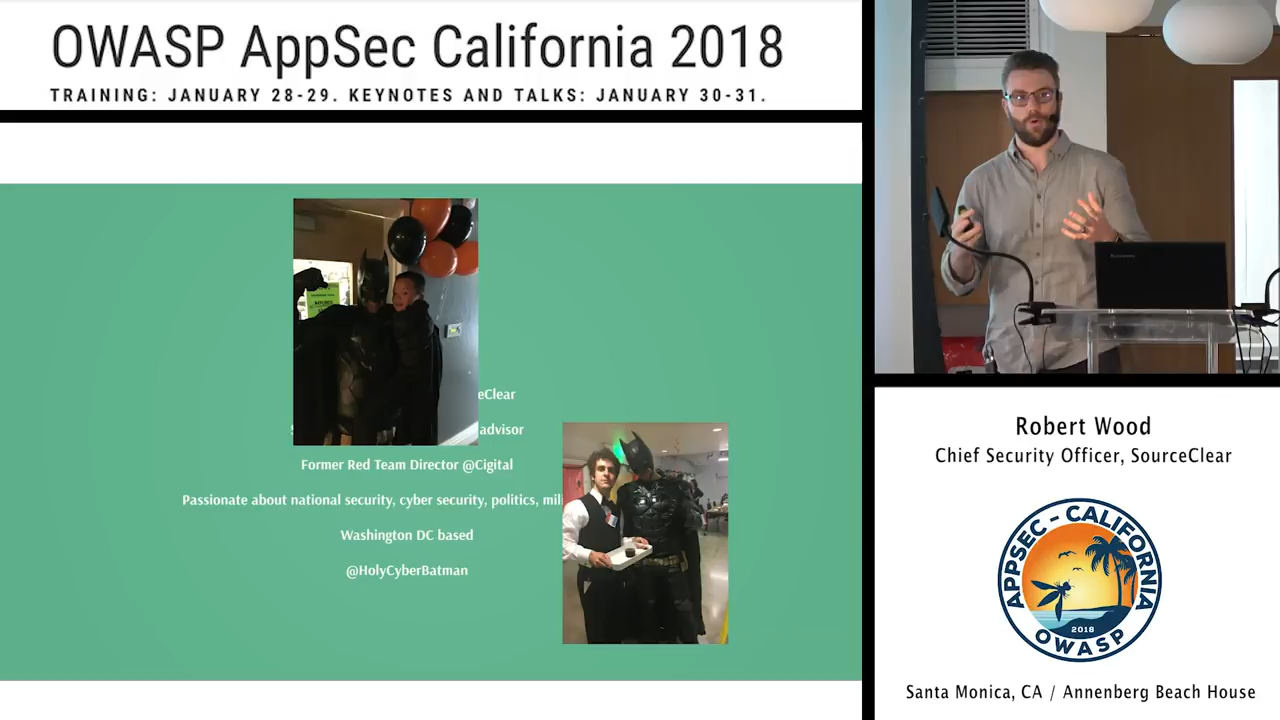 OWASP AppSec California 2018
TRAINING: JANUARY 28-29. KEYNOTES AND TALKS: JANUARY 30-31.
eClear
advisor
Former Red Team Director @Cigital
Passionate about national security, cyber security, politics, mil
Washington DC based
@HolyCyberBatman
Robert Wood
Chief Security Officer, SourceClear
APPSEC - CALIFORNIA
2018
OWASP
Santa Monica, CA / Annenberg Beach House